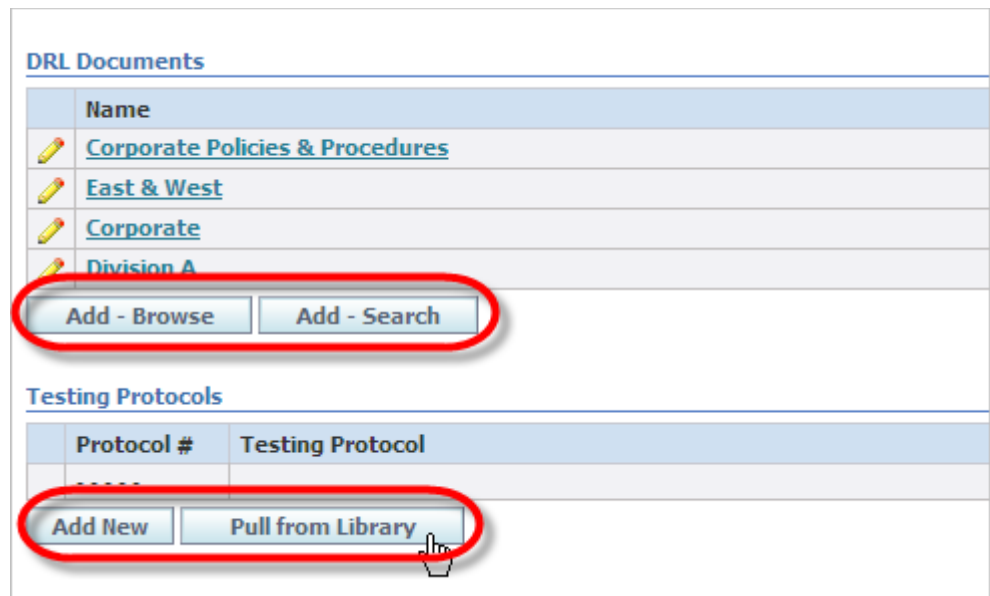 DRL Documents
Name
Corporate Policies & Procedures
East & West
Corporate
Division A
Add - Browse Add - Search
Testing Protocols
Protocol # Testing Protocol
Add New Pull from Library